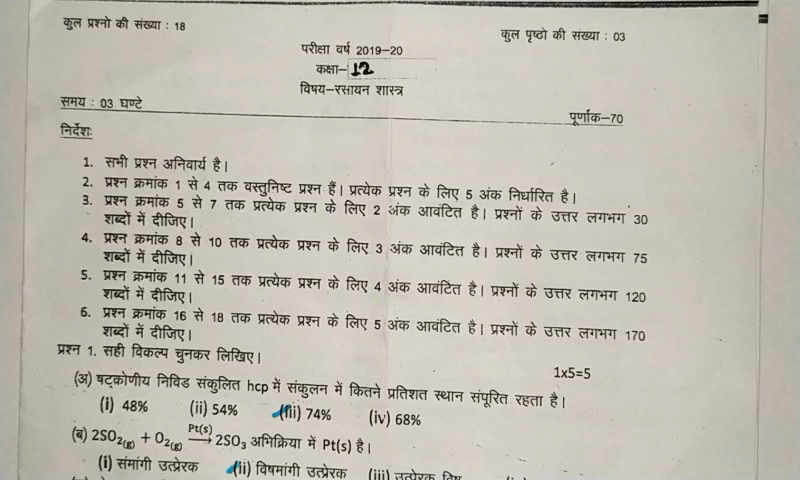 कुल प्रश्नो की संख्या : 18
कुल पृष्ठो की संख्या : 03
परीक्षा वर्ष 2019–20
कक्षा– 12
विषय–रसायन शास्त्र
समय : 03 घण्टे
पूर्णाक–70
निर्देशः
1. सभी प्रश्न अनिवार्य है।
2. प्रश्न क्रमांक 1 से 4 तक वस्तुनिष्ट प्रश्न हैं। प्रत्येक प्रश्न के लिए 5 अंक निर्धारित है।
3. प्रश्न क्रमांक 5 से 7 तक प्रत्येक प्रश्न के लिए 2 अंक आवंटित है। प्रश्नों के उत्तर लगभग 30
शब्दों में दीजिए।
4. प्रश्न क्रमांक 8 से 10 तक प्रत्येक प्रश्न के लिए 3 अंक आवंटित है। प्रश्नों के उत्तर लगभग 75
शब्दों में दीजिए।
5. प्रश्न क्रमांक 11 से 15 तक प्रत्येक प्रश्न के लिए 4 अंक आवंटित है। प्रश्नों के उत्तर लगभग 120
शब्दों में दीजिए।
6. प्रश्न क्रमांक 16 से 18 तक प्रत्येक प्रश्न के लिए 5 अंक आवंटित है। प्रश्नों के उत्तर लगभग 170
शब्दों में दीजिए।
प्रश्न 1. सही विकल्प चुनकर लिखिए।
1x5=5
(अ) षट्क्रोणीय निविड संकुलित hcp में संकुलन में कितने प्रतिशत स्थान संपूरित रहता है।
(i) 48% (ii) 54% (iii) 74% (iv) 68%
(ब) 2SO₂(g) + O₂(g) Pt(s)→ 2SO₃ अभिक्रिया में Pt(s) है।
(i) संमांगी उत्प्रेरक (ii) विषमांगी उत्प्रेरक (iii) उत्प्रेरक विष